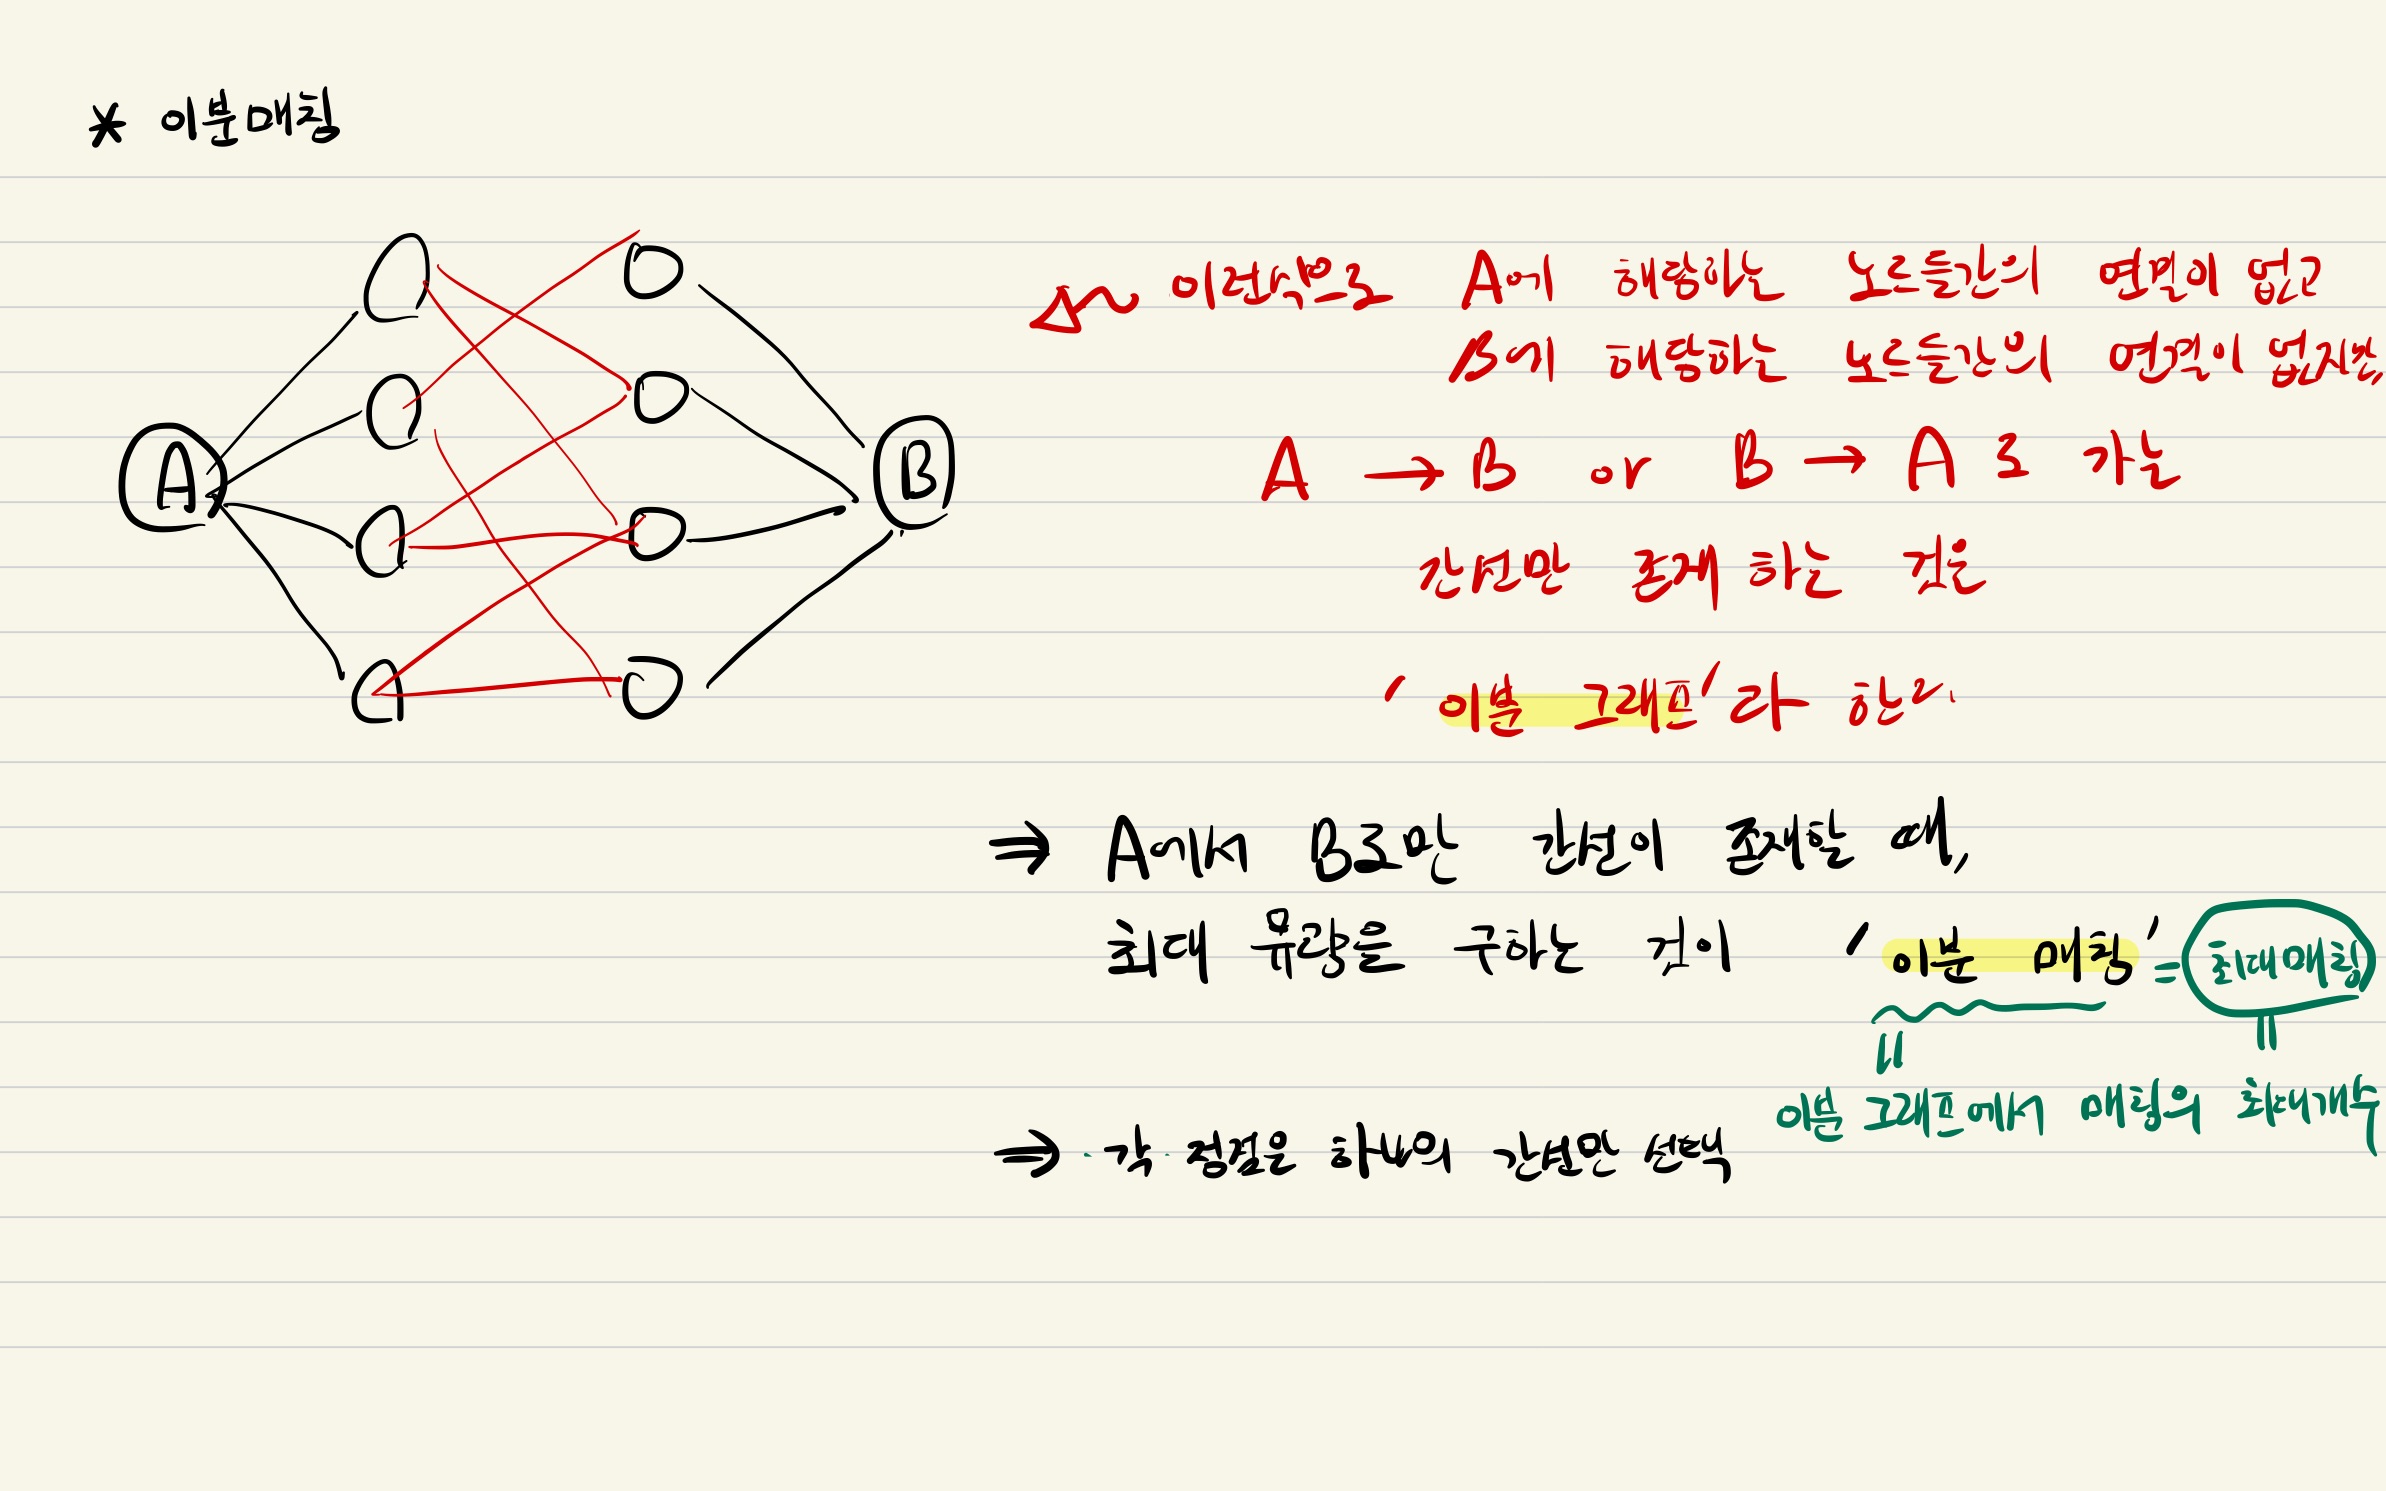 * 이분매칭
A
B
이런식으로 A에 해당하는 노드들간의 연결이 없고
B에 해당하는 노드들간의 연결이 없지만,
A → B or B → A 로 가는
간선만 존재 하는 것은
'이분 그래프'라 한다.
⇒ A에서 B로만 간선이 존재할 때,
최대 유량을 구하는 것이 '이분 매칭' = 최대매칭
이분 그래프에서 매칭의 최대개수
⇒ 각 정점은 하나의 간선만 선택